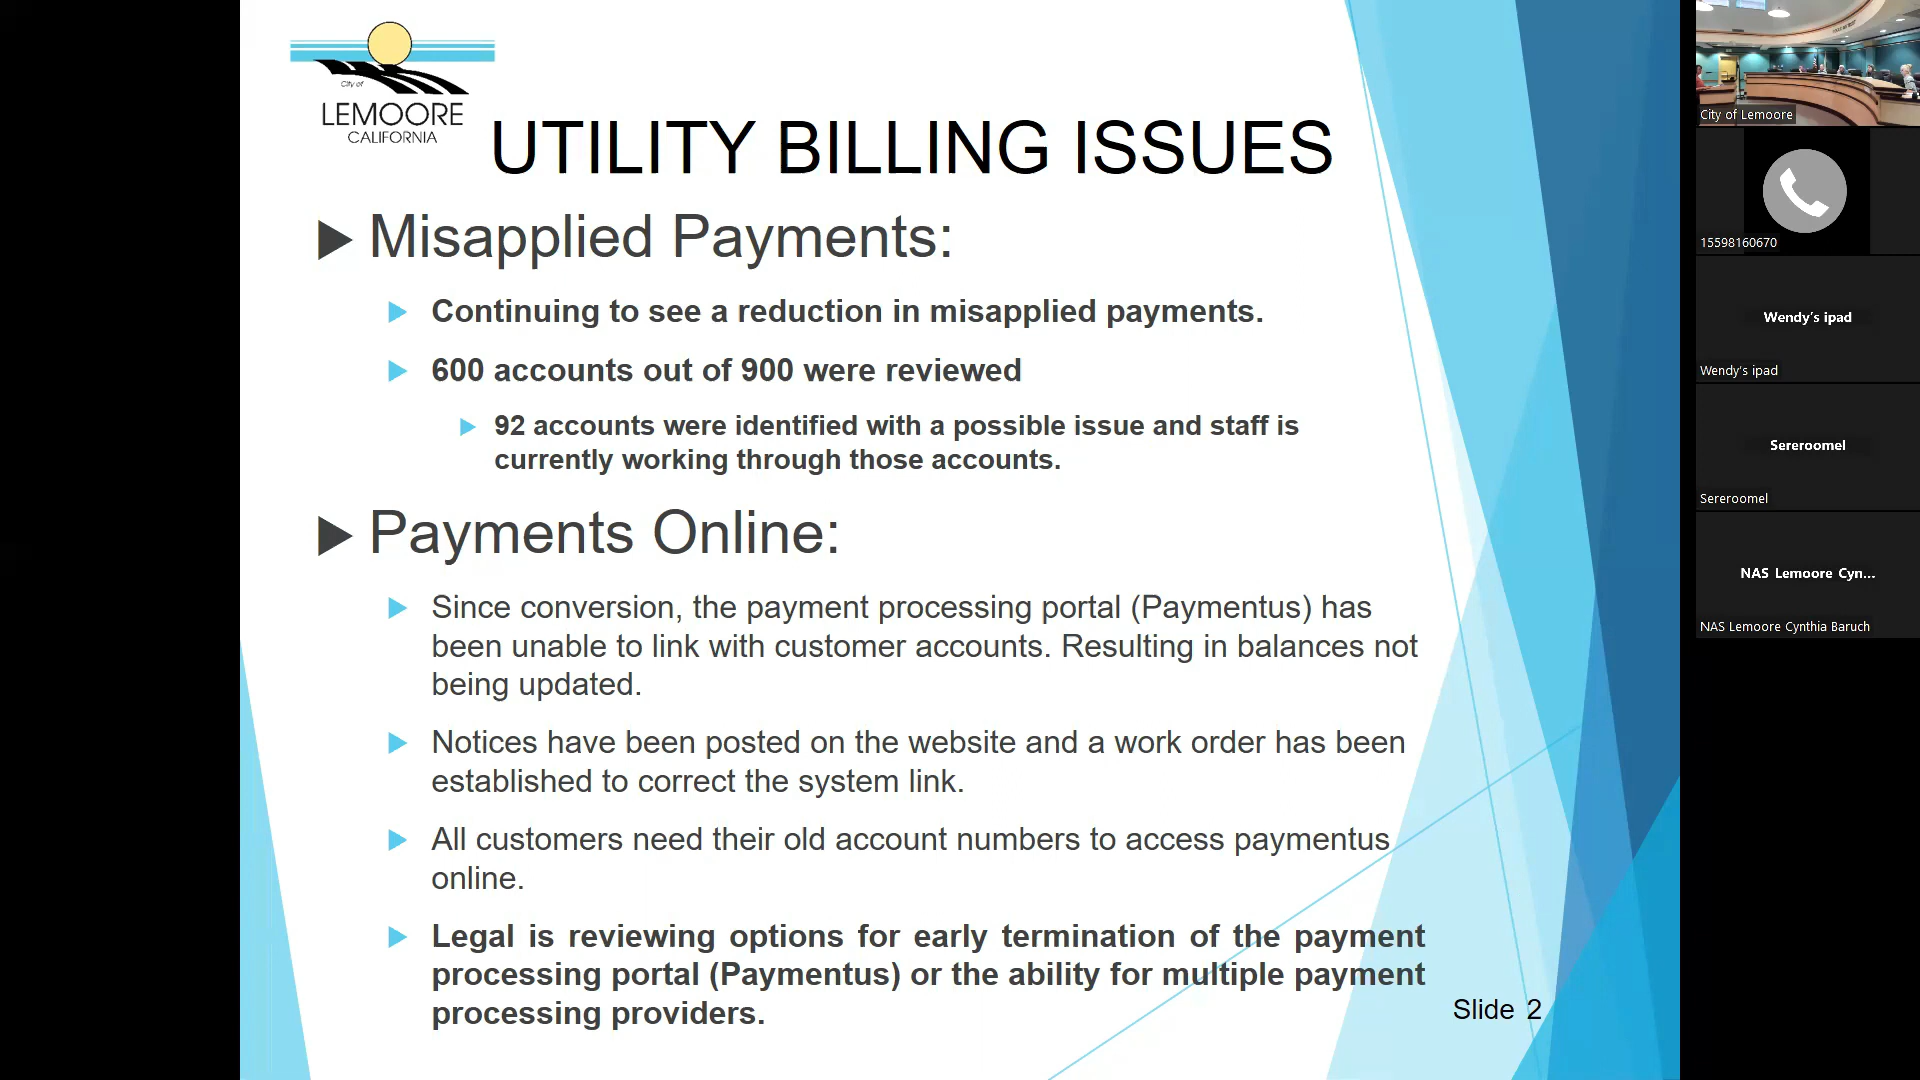 City of
LEMOORE
CALIFORNIA
UTILITY BILLING ISSUES
Misapplied Payments:
Continuing to see a reduction in misapplied payments.
600 accounts out of 900 were reviewed
92 accounts were identified with a possible issue and staff is
currently working through those accounts.
Payments Online:
Since conversion, the payment processing portal (Paymentus) has
been unable to link with customer accounts. Resulting in balances not
being updated.
Notices have been posted on the website and a work order has been
established to correct the system link.
All customers need their old account numbers to access paymentus
online.
Legal is reviewing options for early termination of the payment
processing portal (Paymentus) or the ability for multiple payment
processing providers.
Slide 2
City of Lemoore
15598160670
Wendy's ipad
Wendy's ipad
Sereroomel
Sereroomel
NAS Lemoore Cyn...
NAS Lemoore Cynthia Baruch